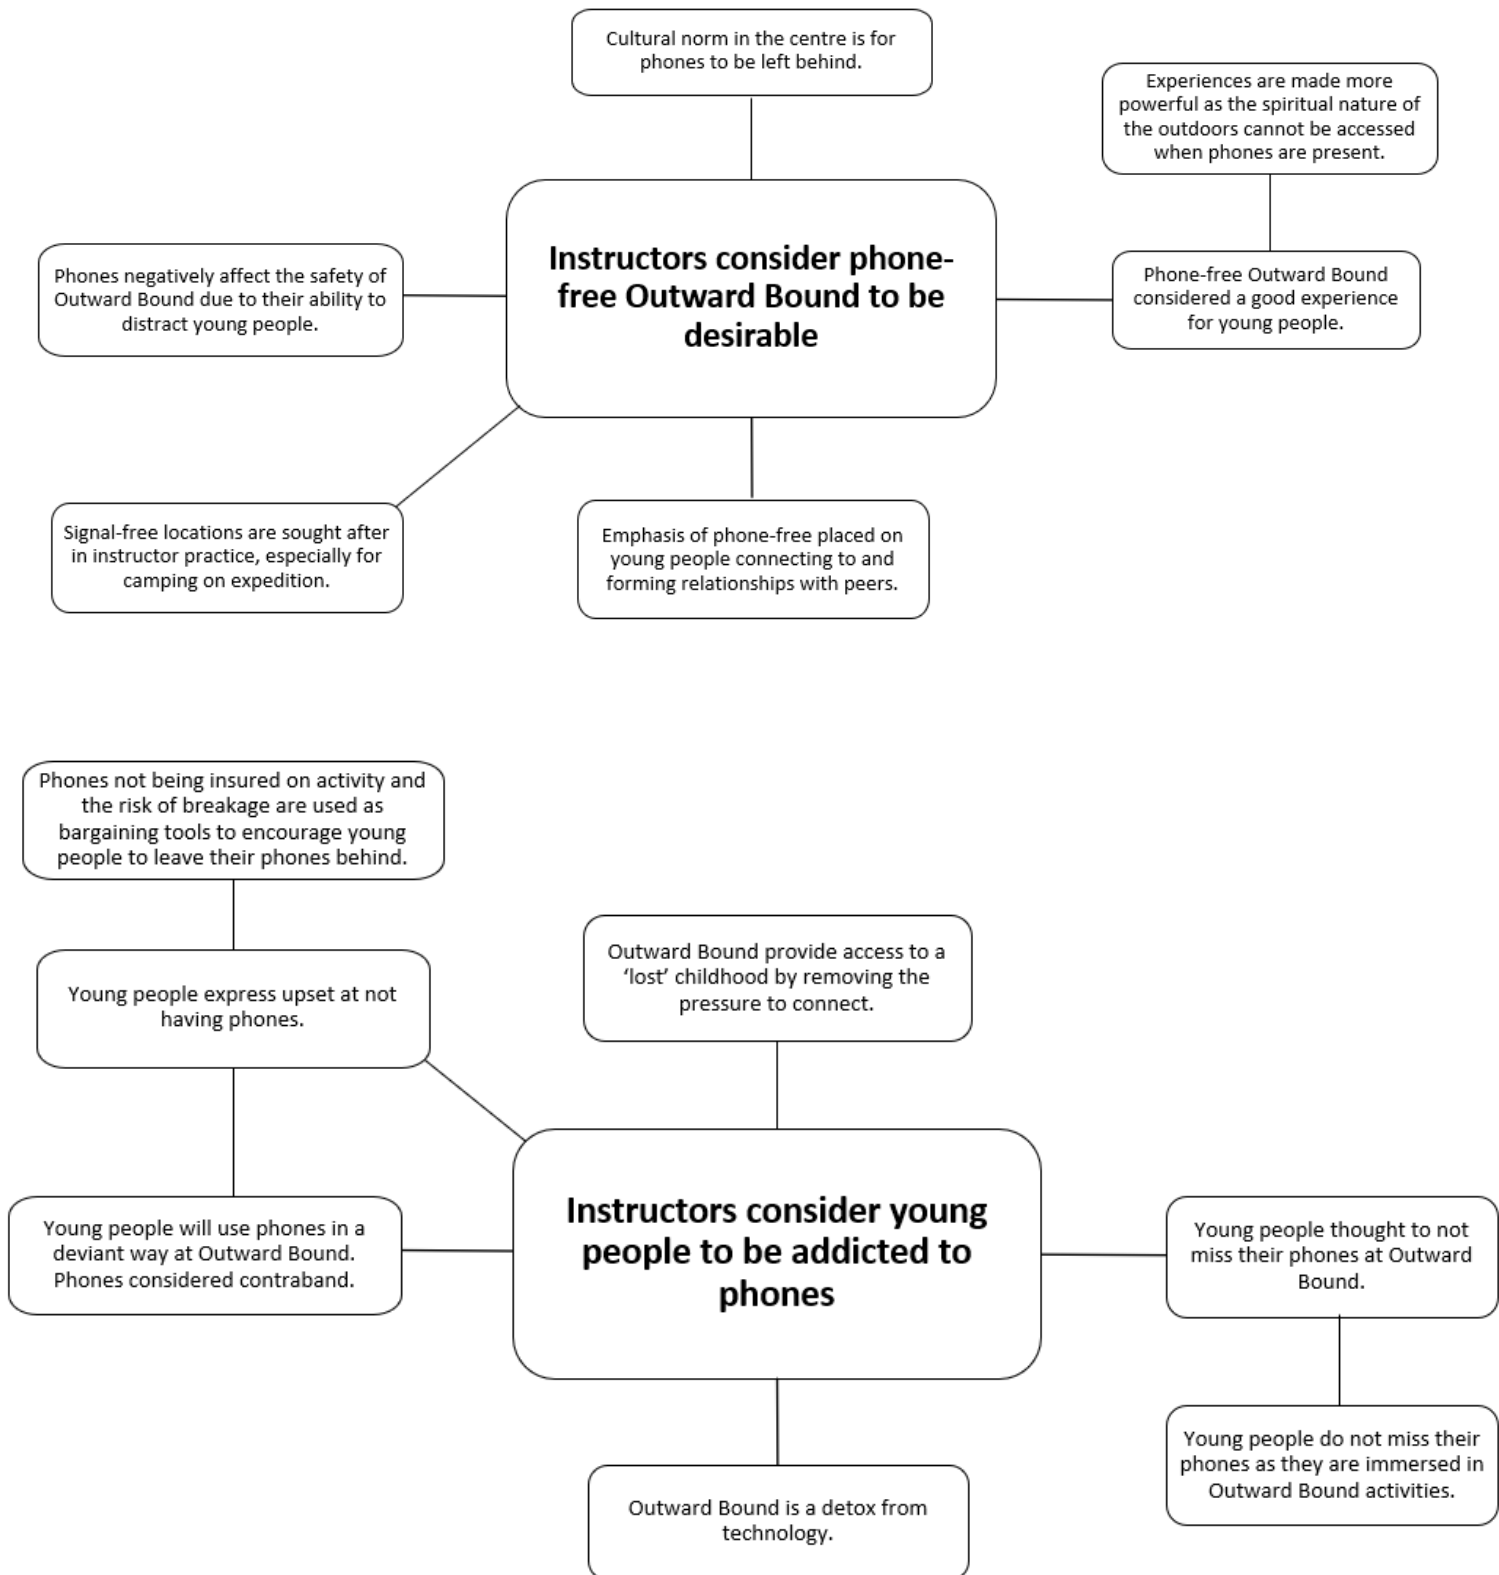 Cultural norm in the centre is for
phones to be left behind.
Experiences are made more
powerful as the spiritual nature of
the outdoors cannot be accessed
when phones are present.
Instructors consider phone-
free Outward Bound to be
desirable
Phones negatively affect the safety of
Outward Bound due to their ability to
distract young people.
Phone-free Outward Bound
considered a good experience
for young people.
Signal-free locations are sought after
in instructor practice, especially for
camping on expedition.
Emphasis of phone-free placed on
young people connecting to and
forming relationships with peers.
Phones not being insured on activity and
the risk of breakage are used as
bargaining tools to encourage young
people to leave their phones behind.
Young people express upset at not
having phones.
Outward Bound provide access to a
‘lost’ childhood by removing the
pressure to connect.
Instructors consider young
people to be addicted to
phones
Young people will use phones in a
deviant way at Outward Bound.
Phones considered contraband.
Young people thought to not
miss their phones at Outward
Bound.
Young people do not miss their
phones as they are immersed in
Outward Bound activities.
Outward Bound is a detox from
technology.